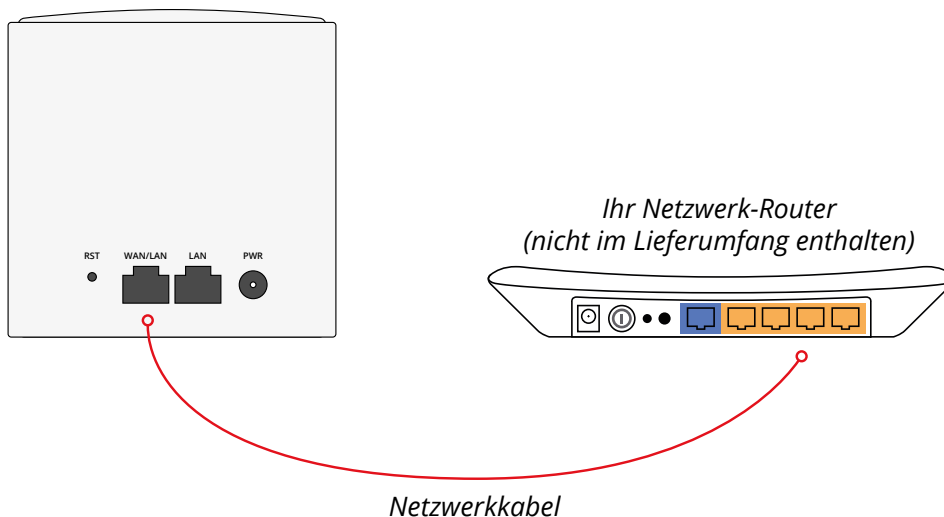 Ihr Netzwerk-Router
(nicht im Lieferumfang enthalten)
RST WAN/LAN LAN PWR
Netzwerkkabel